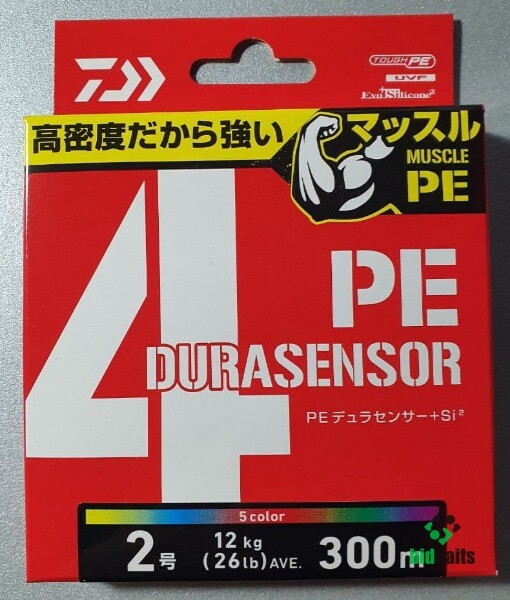 TOUGH PE
UVF
Evo Silicone²
高密度だから強い
マッスル
MUSCLE
PE
4
PE
DURASENSOR
PEデュラセンサー+Si²
5 color
2号
12kg
(26lb) AVE.
300m
bidBaits